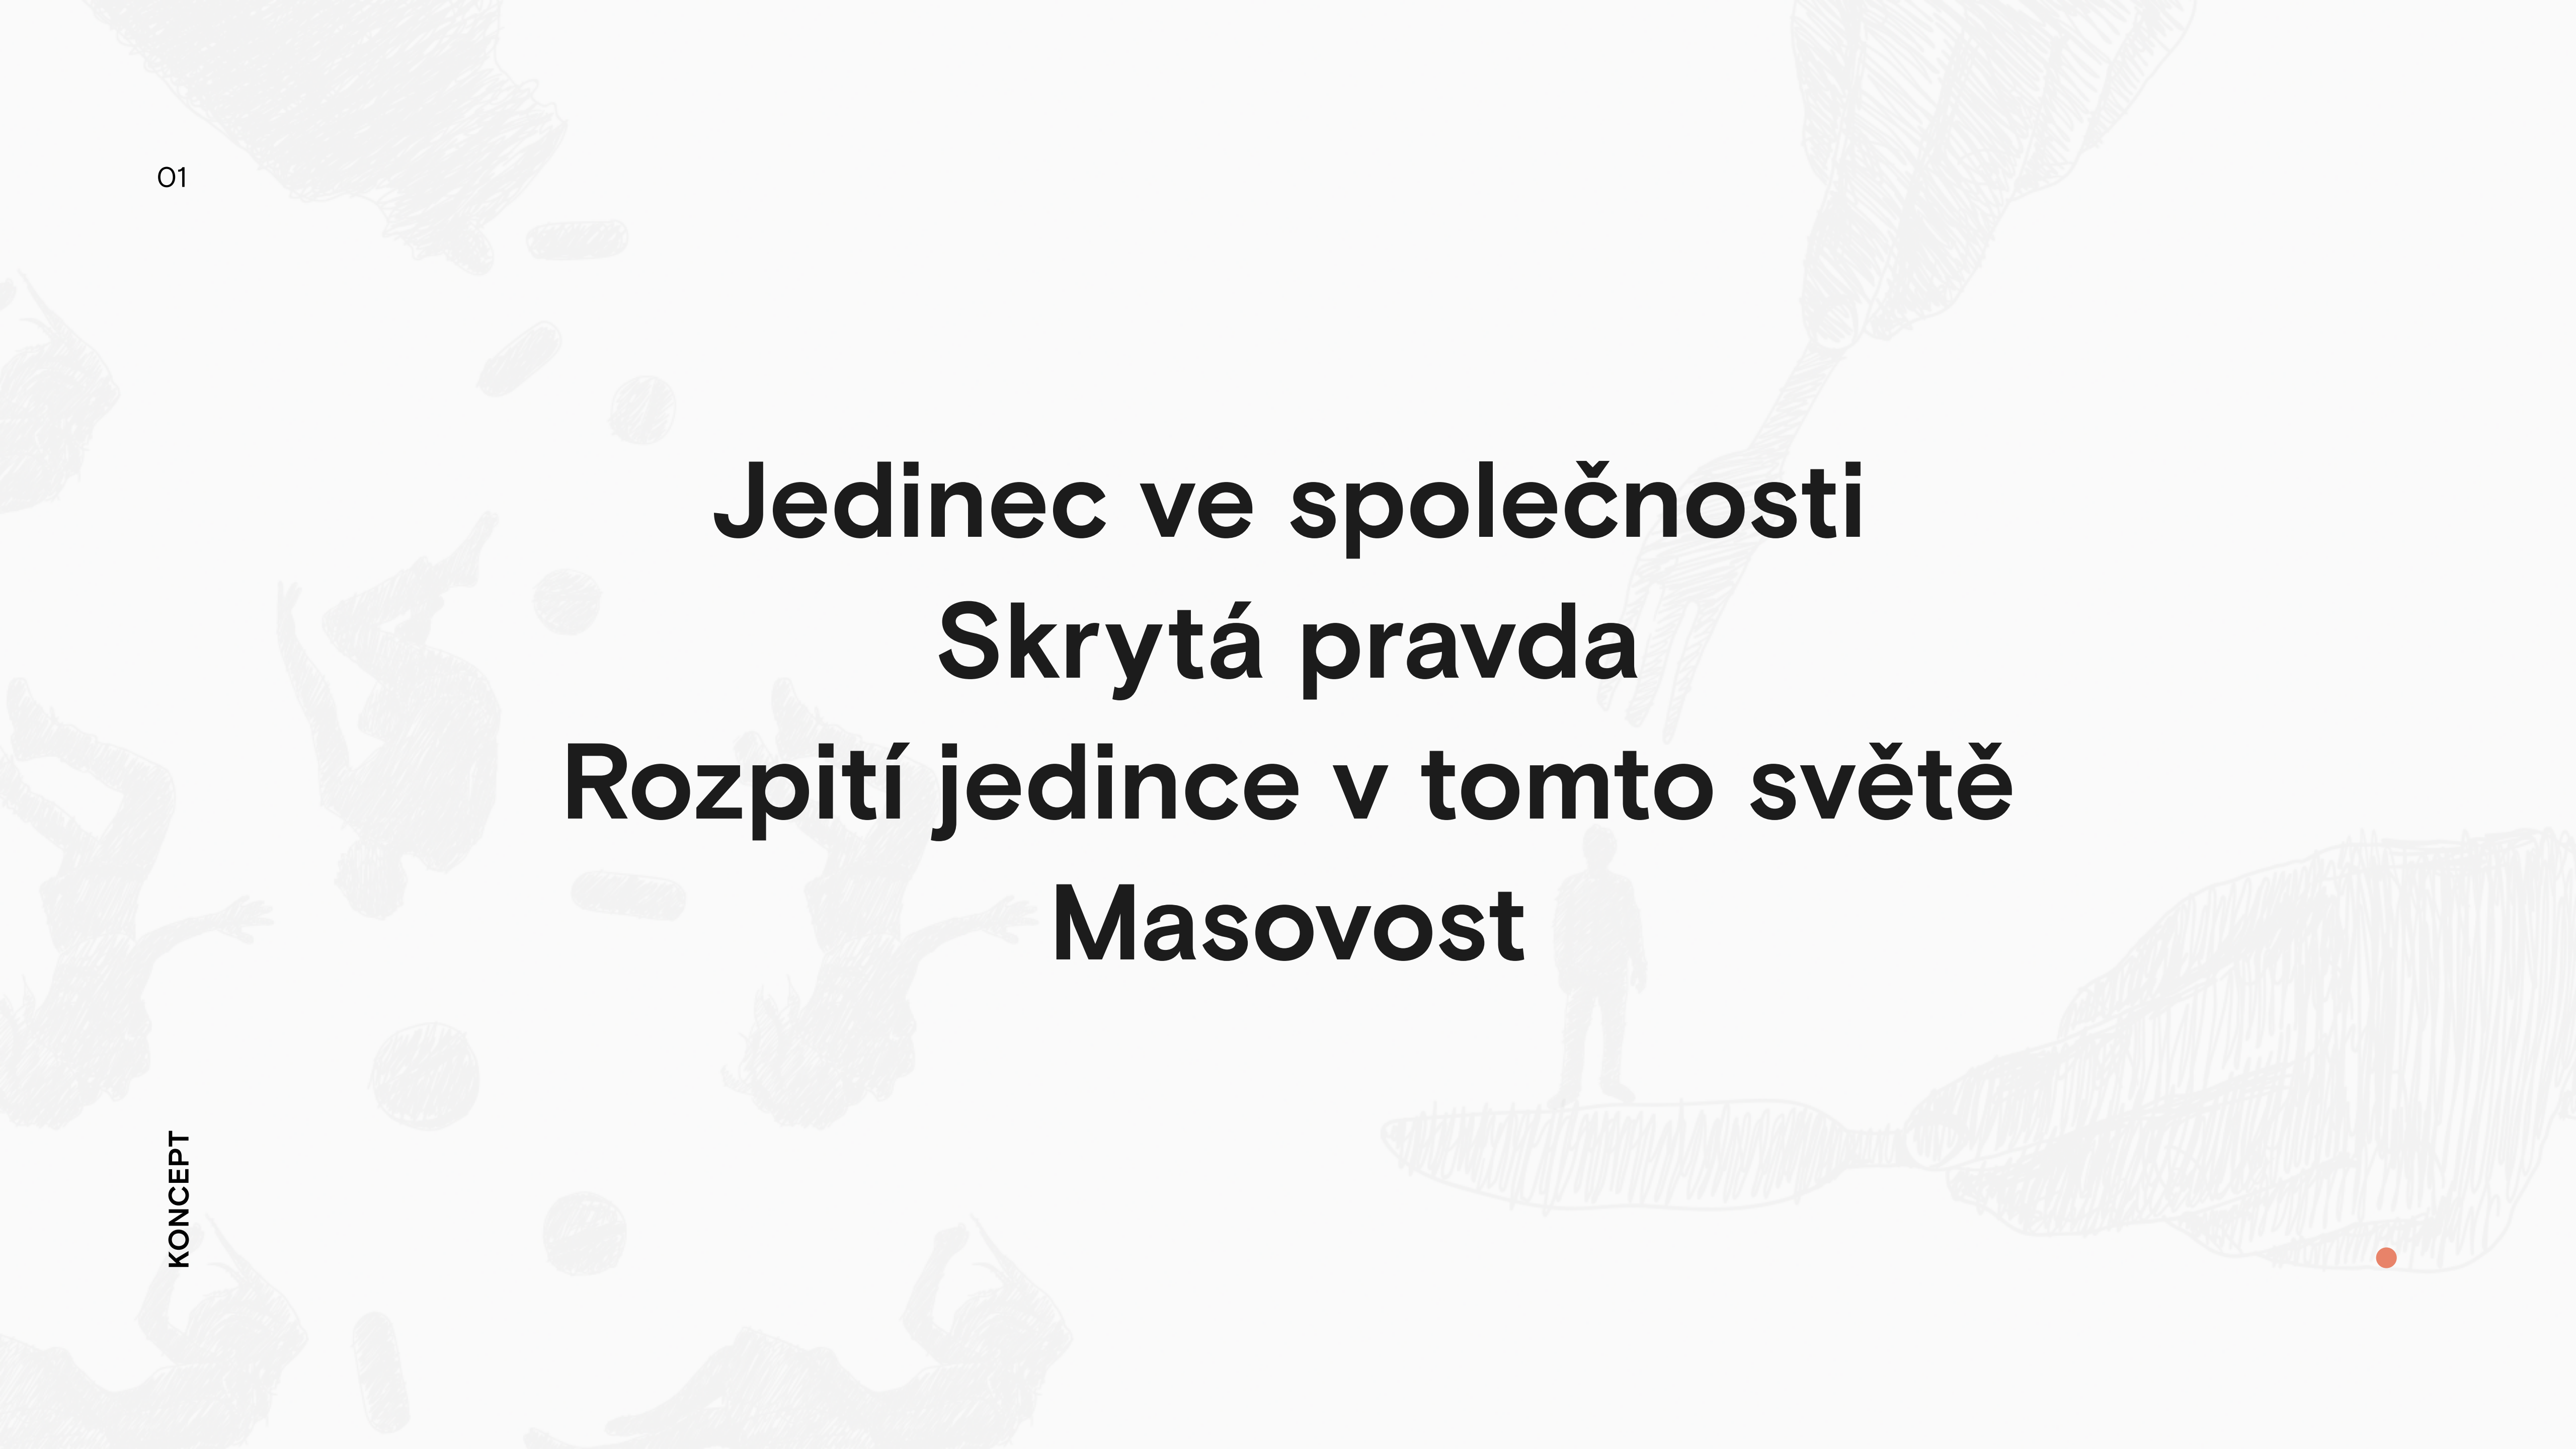 01
Jedinec ve společnosti
Skrytá pravda
Rozpití jedince v tomto světě
Masovost
KONCEPT